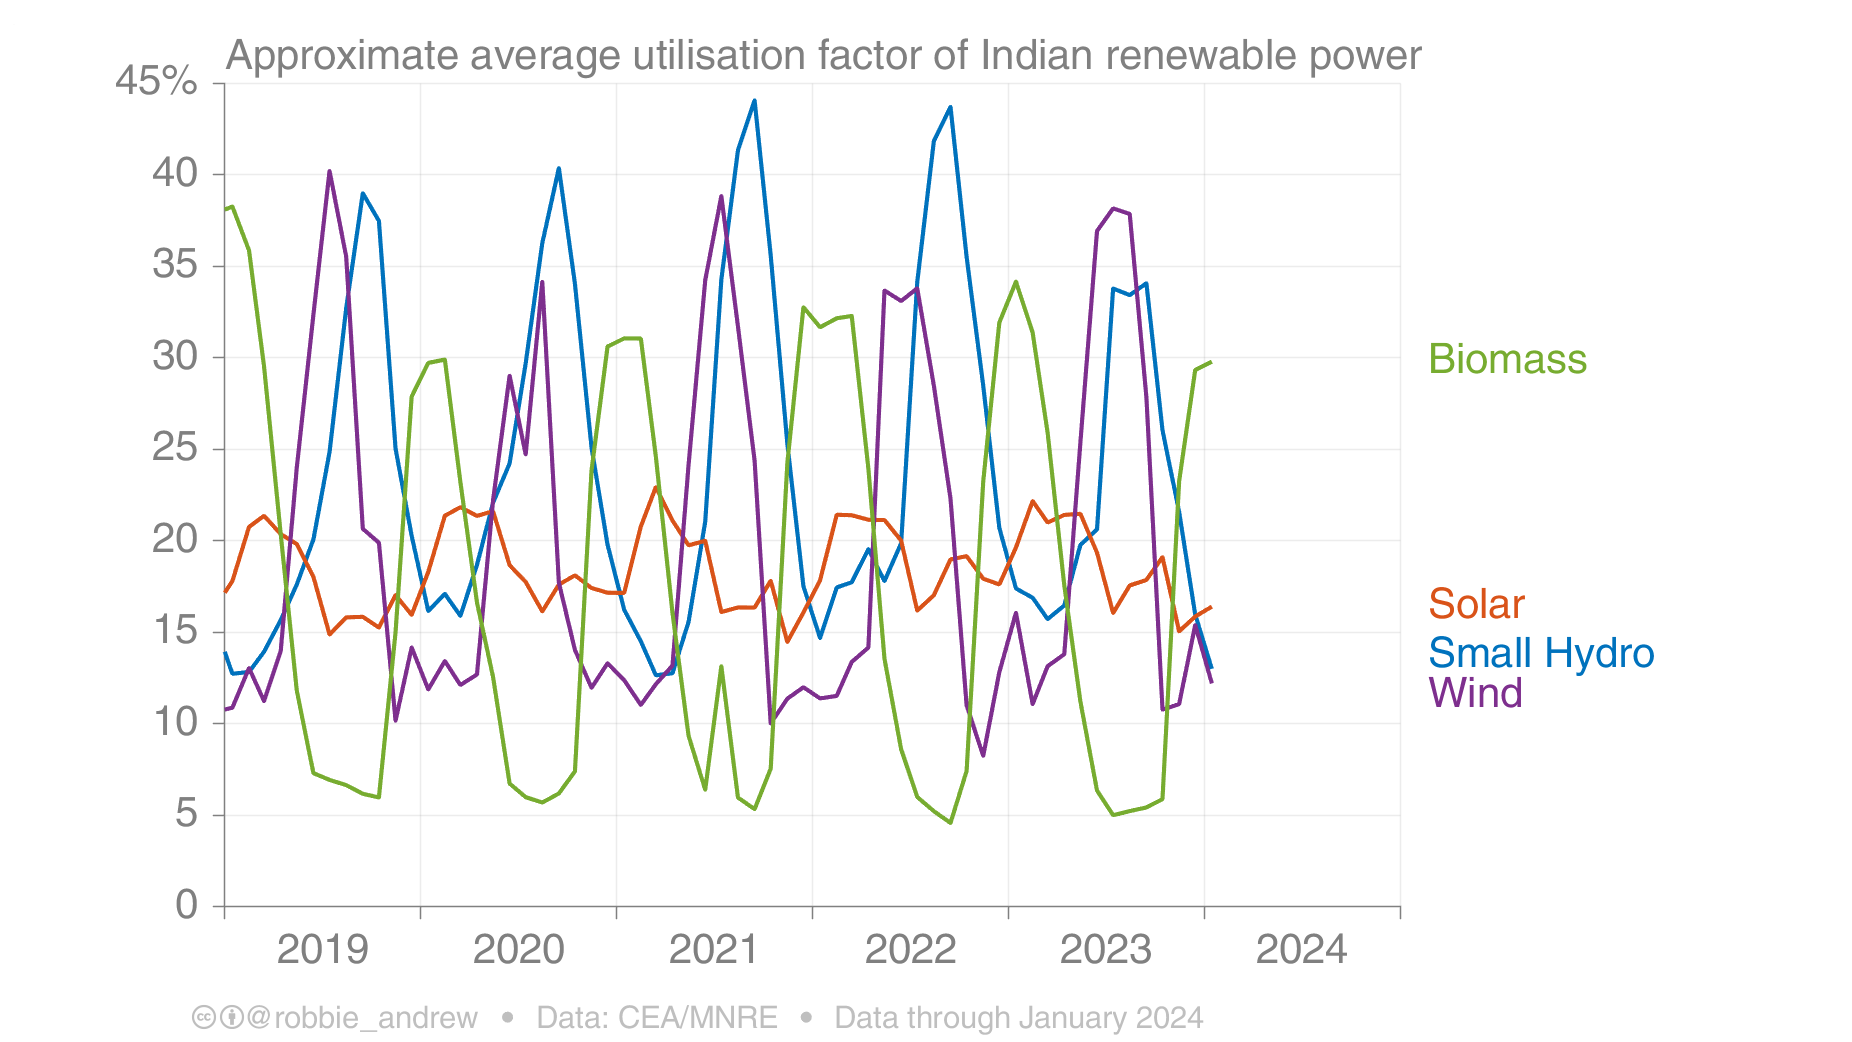 Approximate average utilisation factor of Indian renewable power
45%
40
35
30
25
20
15
10
5
0
Biomass
Solar
Small Hydro
Wind
2019 2020 2021 2022 2023 2024
@robbie_andrew • Data: CEA/MNRE • Data through January 2024